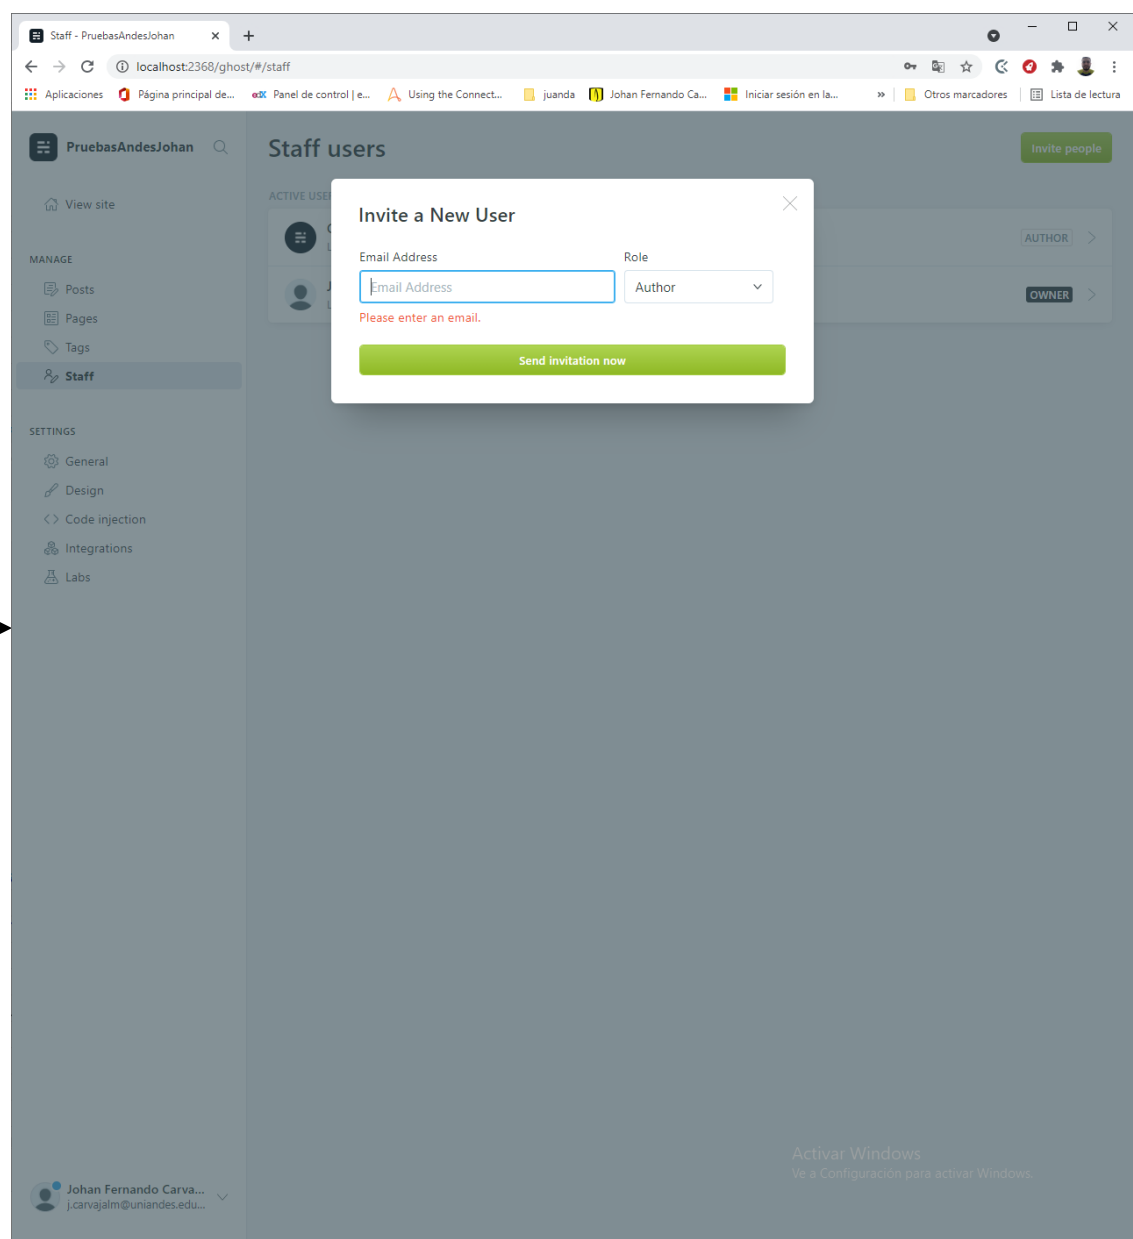 Staff - PruebasAndesJohan
localhost:2368/ghost/#/staff
Aplicaciones Página principal de... edX Panel de control | e... Using the Connect... juanda Johan Fernando Ca... Iniciar sesión en la... » Otros marcadores Lista de lectura
PruebasAndesJohan
Staff users
Invite people
View site
ACTIVE USE
Invite a New User
AUTHOR
MANAGE
Email Address Role
Posts
Email Address Author
OWNER
Pages
Please enter an email.
Tags
Send invitation now
Staff
SETTINGS
General
Design
Code injection
Integrations
Labs
Activar Windows
Ve a Configuración para activar Windows.
Johan Fernando Carva...
j.carvajalm@uniandes.edu...